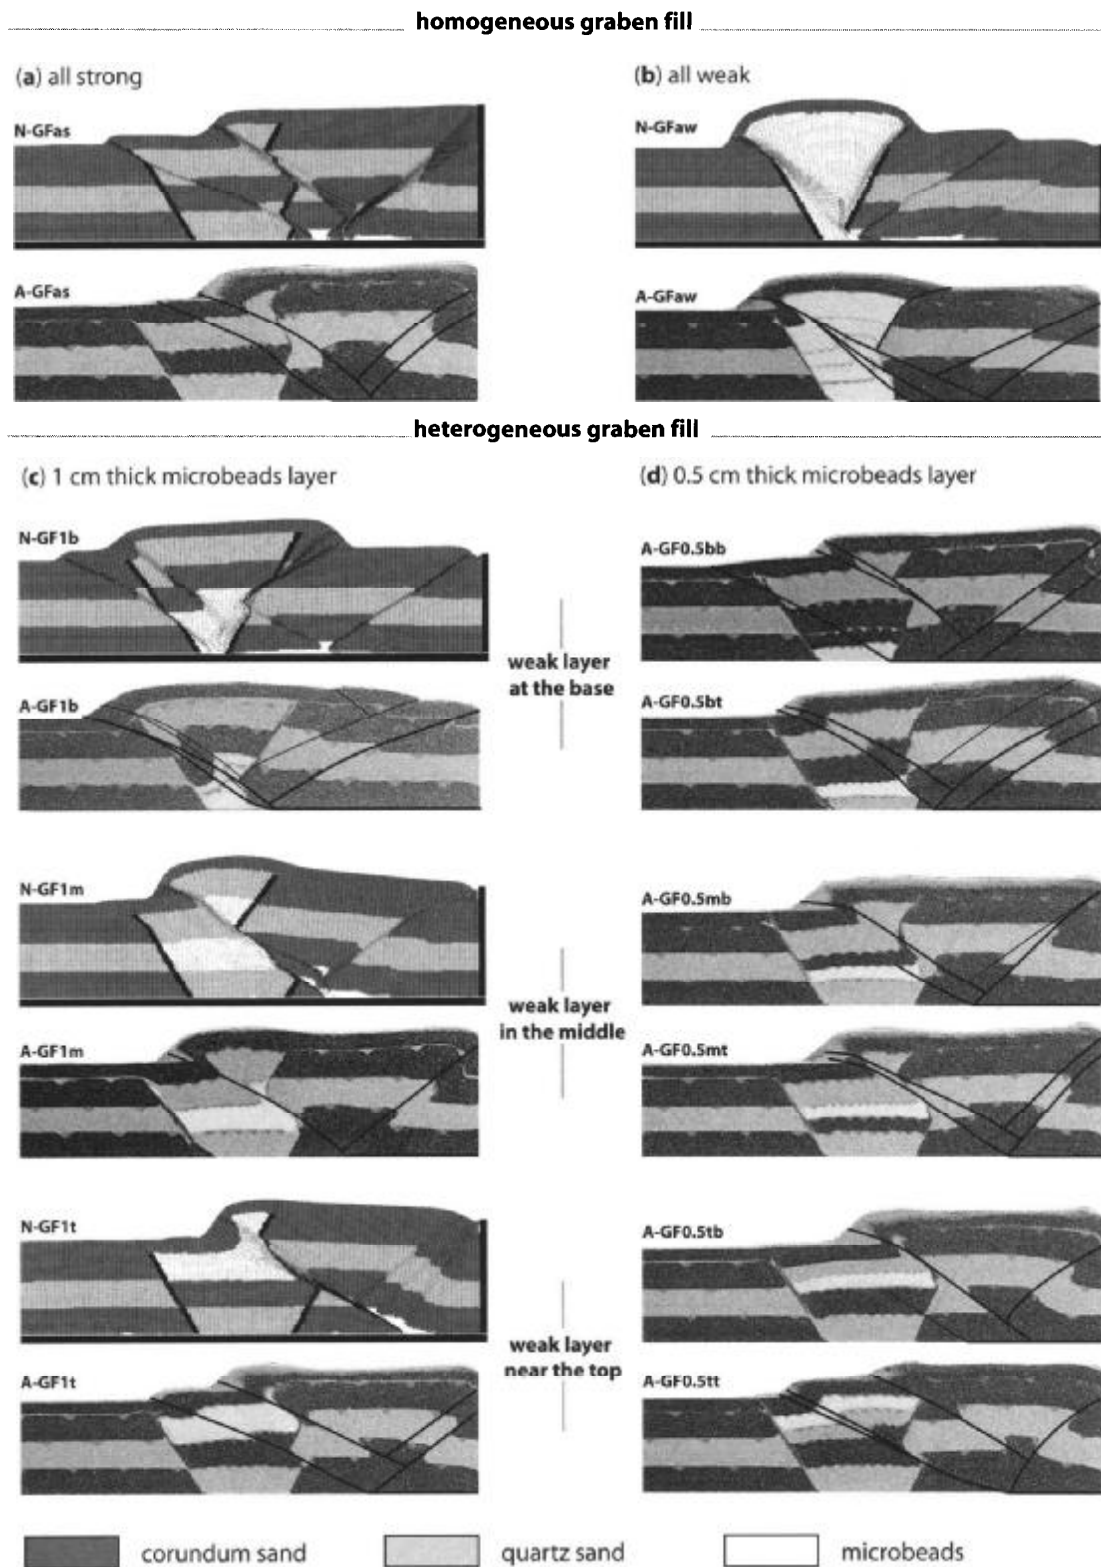 homogeneous graben fill
(a) all strong
(b) all weak
N-GFas
N-GFaw
A-GFas
A-GFaw
heterogeneous graben fill
(c) 1 cm thick microbeads layer
(d) 0.5 cm thick microbeads layer
N-GF1b
A-GF0.5bb
weak layer
at the base
A-GF1b
A-GF0.5bt
N-GF1m
A-GF0.5mb
weak layer
in the middle
A-GF1m
A-GF0.5mt
N-GF1t
A-GF0.5tb
weak layer
near the top
A-GF1t
A-GF0.5tt
corundum sand
quartz sand
microbeads